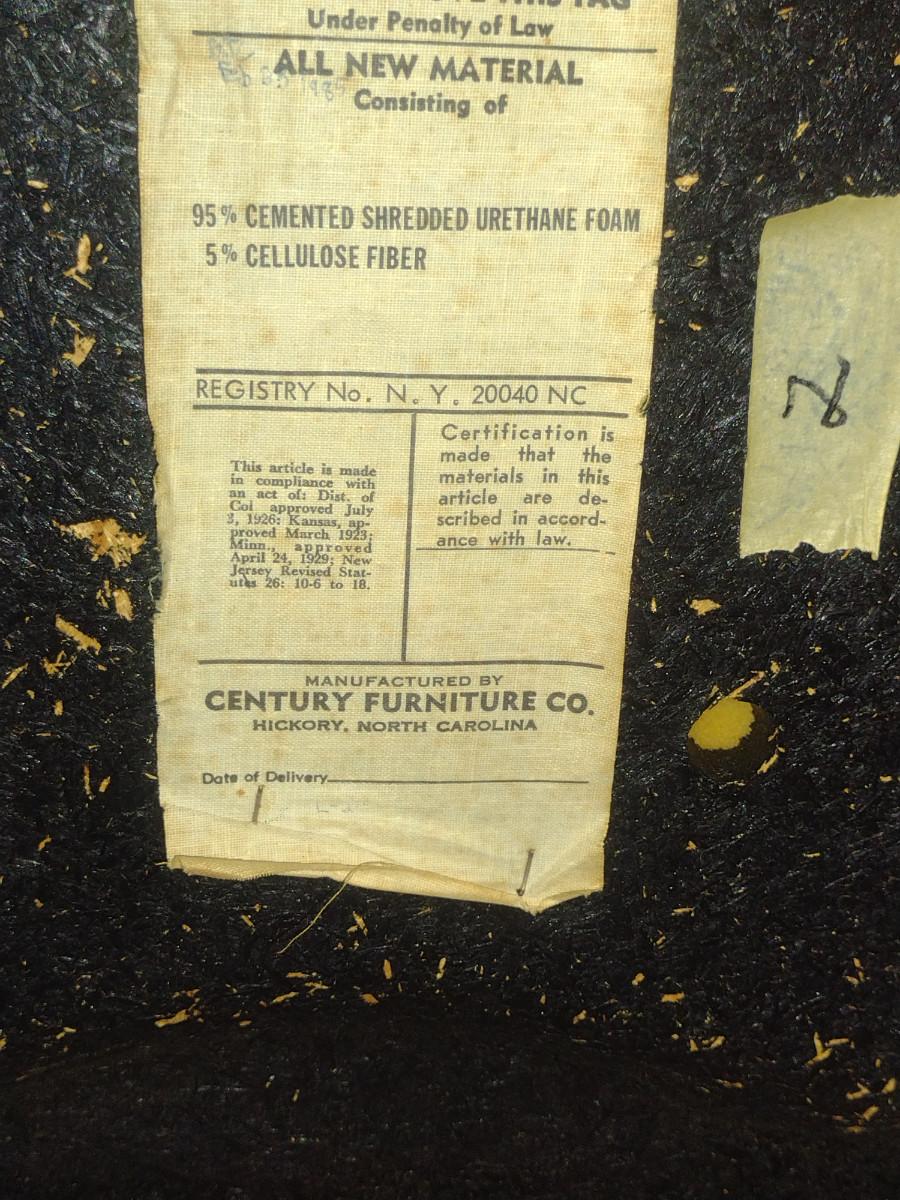 THIS TAG
Under Penalty of Law
ALL NEW MATERIAL
Consisting of
95% CEMENTED SHREDDED URETHANE FOAM
5% CELLULOSE FIBER
REGISTRY No. N. Y. 20040 NC
This article is made
in compliance with
an act of: Dist. of
Col approved July
3, 1926: Kansas, ap-
proved March 1923;
Minn., approved
April 24, 1929; New
Jersey Revised Stat-
utes 26: 10-6 to 18.
Certification is
made that the
materials in this
article are de-
scribed in accord-
ance with law.
MANUFACTURED BY
CENTURY FURNITURE CO.
HICKORY, NORTH CAROLINA
Date of Delivery